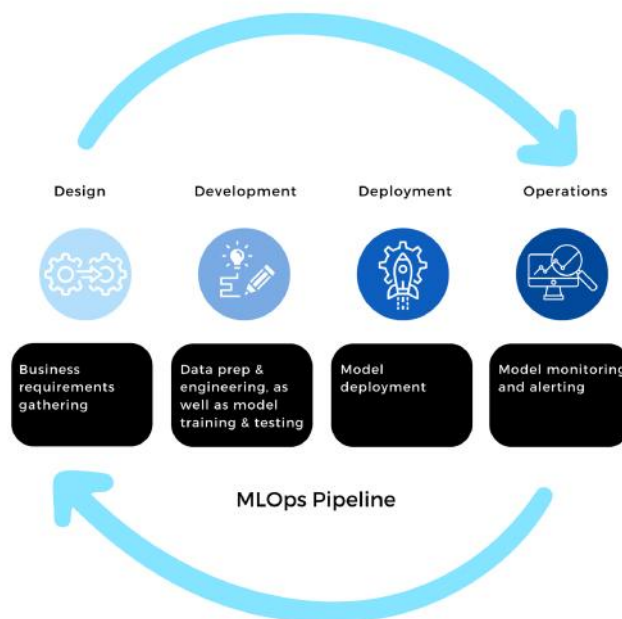 Design
Development
Deployment
Operations
Business
requirements
gathering
Data prep &
engineering, as
well as model
training & testing
Model
deployment
Model monitoring
and alerting
MLOps Pipeline